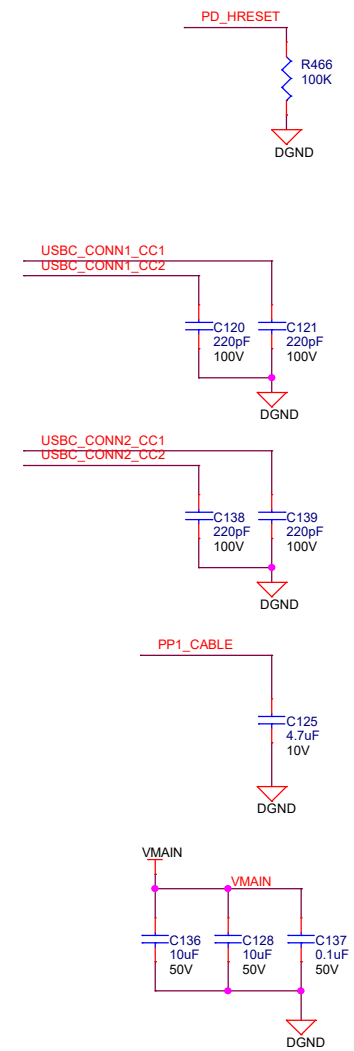 PD_HRESET
R466
100K
DGND
USBC_CONN1_CC1
USBC_CONN1_CC2
C120
220pF
100V
C121
220pF
100V
DGND
USBC_CONN2_CC1
USBC_CONN2_CC2
C138
220pF
100V
C139
220pF
100V
DGND
PP1_CABLE
C125
4.7uF
10V
DGND
VMAIN
VMAIN
C136
10uF
50V
C128
10uF
50V
C137
0.1uF
50V
DGND